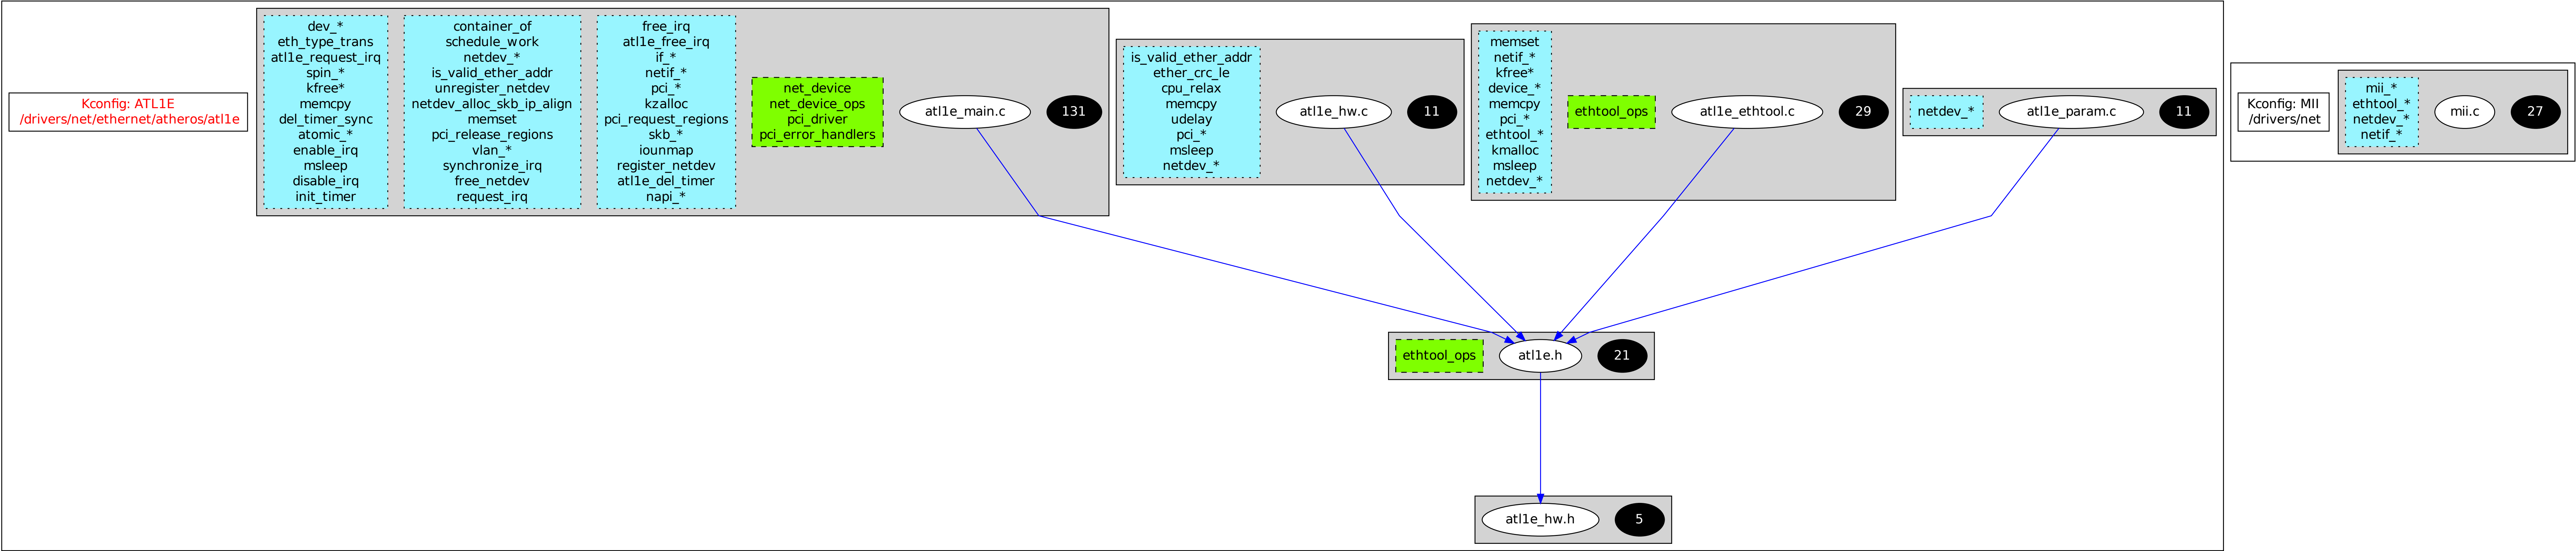 Kconfig: ATL1E
/drivers/net/ethernet/atheros/atl1e
dev_*
eth_type_trans
atl1e_request_irq
spin_*
kfree*
memcpy
del_timer_sync
atomic_*
enable_irq
msleep
disable_irq
init_timer
container_of
schedule_work
netdev_*
is_valid_ether_addr
unregister_netdev
netdev_alloc_skb_ip_align
memset
pci_release_regions
vlan_*
synchronize_irq
free_netdev
request_irq
free_irq
atl1e_free_irq
if_*
netif_*
pci_*
kzalloc
pci_request_regions
skb_*
iounmap
register_netdev
atl1e_del_timer
napi_*
net_device
net_device_ops
pci_driver
pci_error_handlers
atl1e_main.c
131
is_valid_ether_addr
ether_crc_le
cpu_relax
memcpy
udelay
pci_*
msleep
netdev_*
atl1e_hw.c
11
memset
netif_*
kfree*
device_*
memcpy
pci_*
ethtool_*
kmalloc
msleep
netdev_*
ethtool_ops
atl1e_ethtool.c
29
netdev_*
atl1e_param.c
11
Kconfig: MII
/drivers/net
mii_*
ethtool_*
netdev_*
netif_*
mii.c
27
ethtool_ops
atl1e.h
21
atl1e_hw.h
5